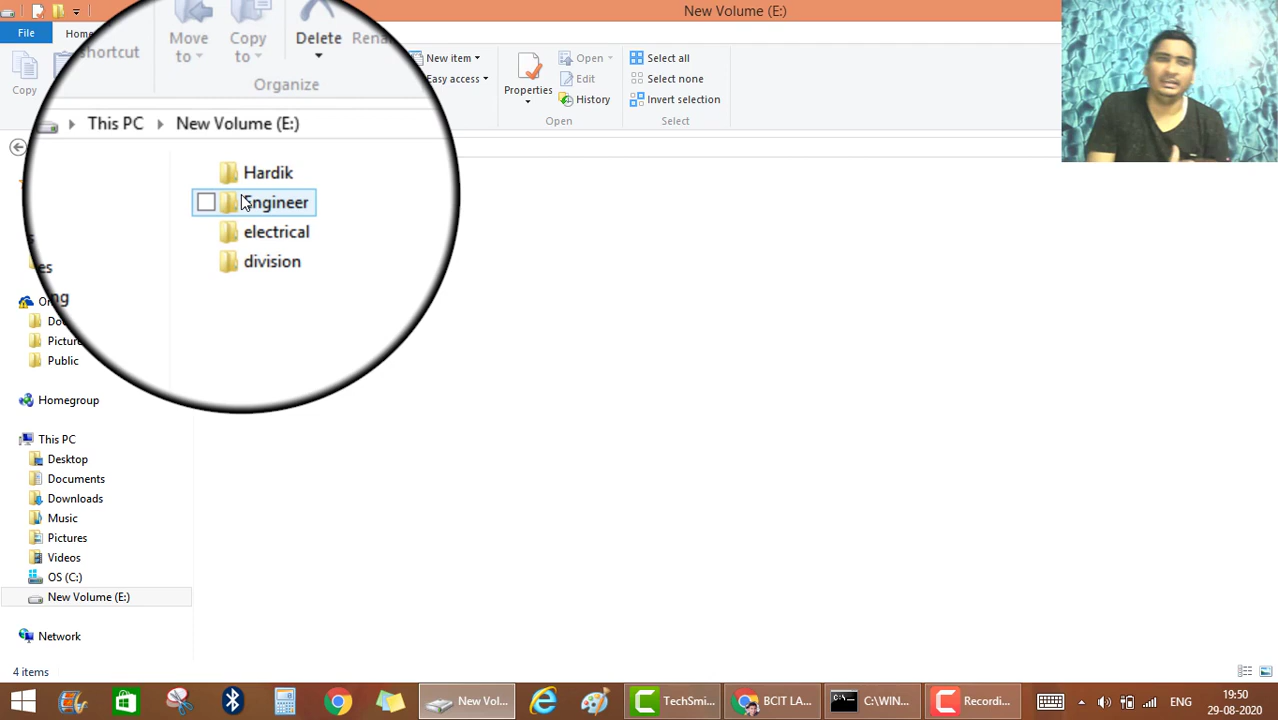 New Volume (E:)
File
Home
Shortcut
Copy
Move to
Copy to
Delete
Organize
New item
Easy access
Properties
Open
Edit
History
Open
Select all
Select none
Invert selection
Select
This PC
New Volume (E:)
Hardik
Engineer
electrical
division
Public
Homegroup
This PC
Desktop
Documents
Downloads
Music
Pictures
Videos
OS (C:)
New Volume (E:)
Network
4 items
New Vol...
TechSmi...
BCIT LA...
C:\WIN...
Recordi...
ENG
19:50
29-08-2020